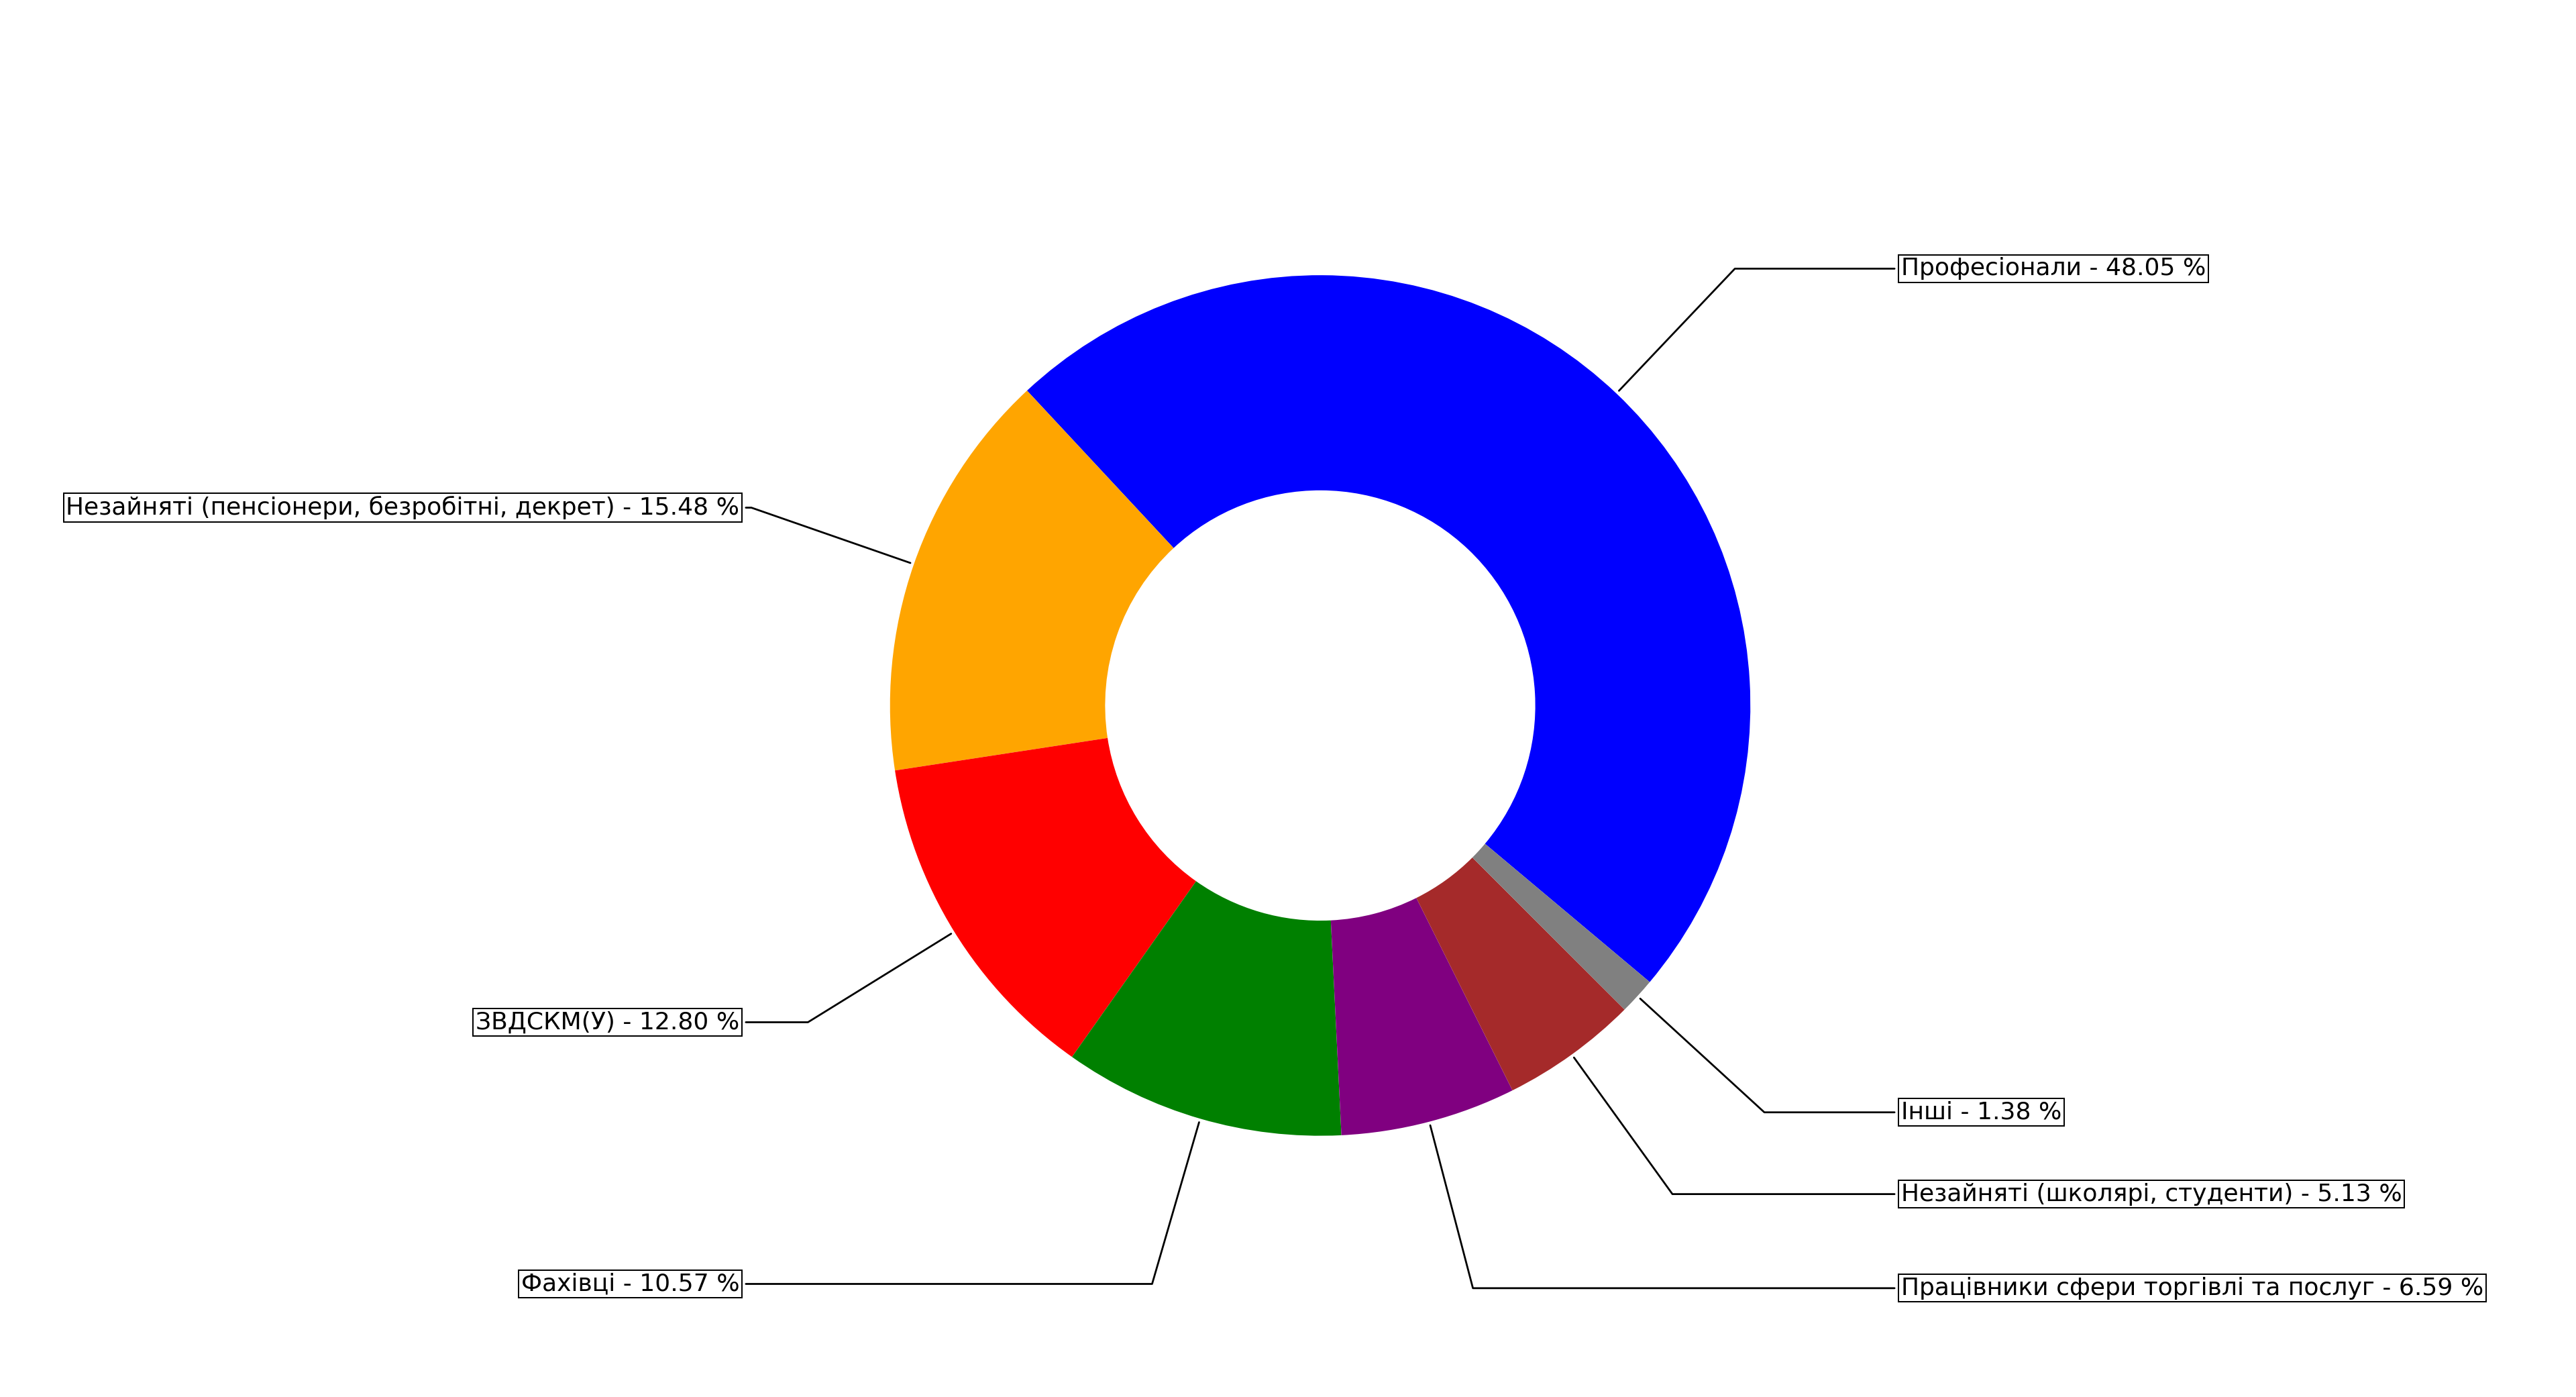 Професіонали - 48.05 %
Незайняті (пенсіонери, безробітні, декрет) - 15.48 %
ЗВДСКМ(У) - 12.80 %
Інші - 1.38 %
Незайняті (школярі, студенти) - 5.13 %
Фахівці - 10.57 %
Працівники сфери торгівлі та послуг - 6.59 %